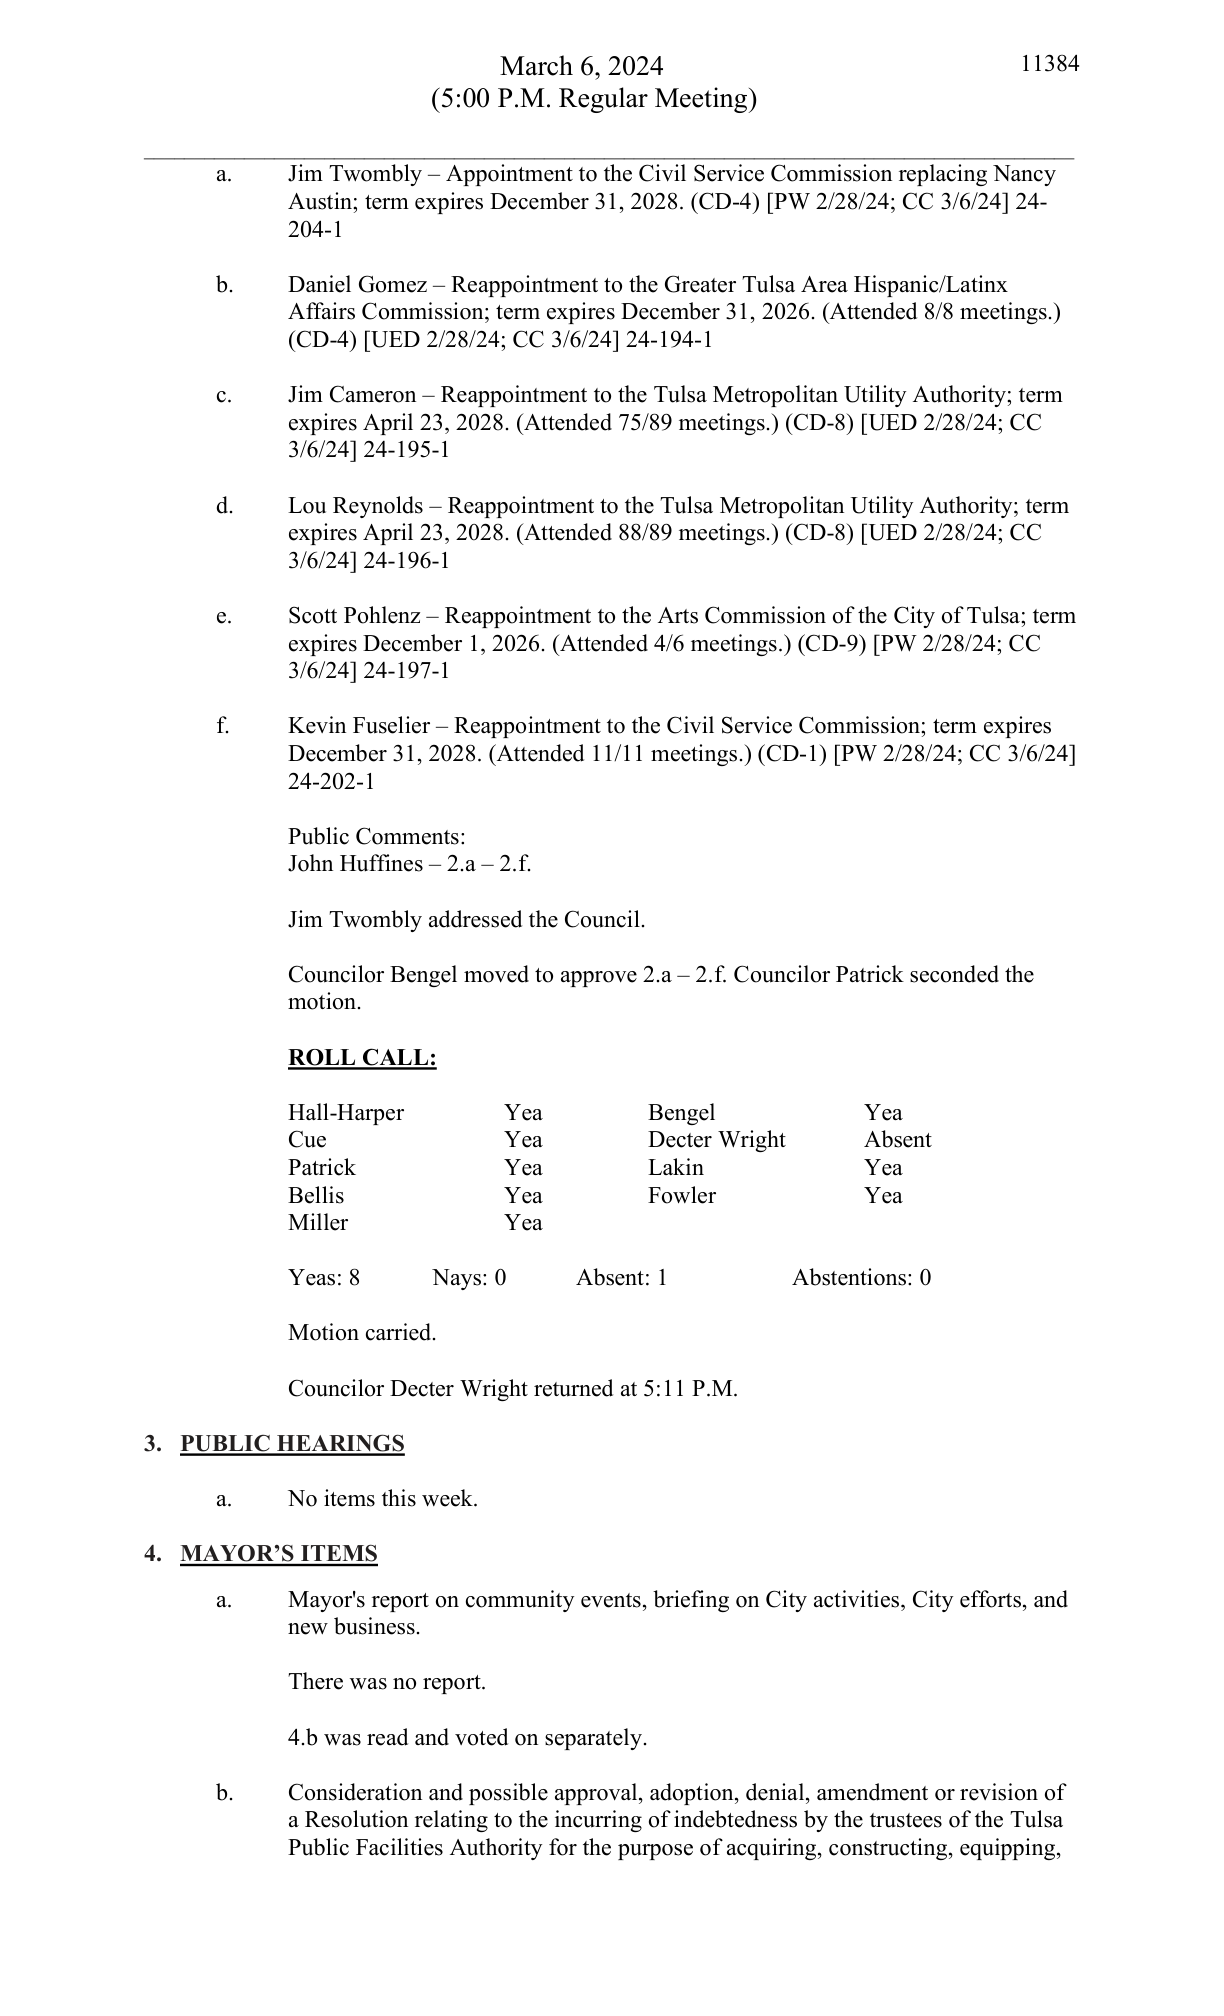 March 6, 2024
11384
(5:00 P.M. Regular Meeting)
a. Jim Twombly – Appointment to the Civil Service Commission replacing Nancy
Austin; term expires December 31, 2028. (CD-4) [PW 2/28/24; CC 3/6/24] 24-
204-1
b. Daniel Gomez – Reappointment to the Greater Tulsa Area Hispanic/Latinx
Affairs Commission; term expires December 31, 2026. (Attended 8/8 meetings.)
(CD-4) [UED 2/28/24; CC 3/6/24] 24-194-1
c. Jim Cameron – Reappointment to the Tulsa Metropolitan Utility Authority; term
expires April 23, 2028. (Attended 75/89 meetings.) (CD-8) [UED 2/28/24; CC
3/6/24] 24-195-1
d. Lou Reynolds – Reappointment to the Tulsa Metropolitan Utility Authority; term
expires April 23, 2028. (Attended 88/89 meetings.) (CD-8) [UED 2/28/24; CC
3/6/24] 24-196-1
e. Scott Pohlenz – Reappointment to the Arts Commission of the City of Tulsa; term
expires December 1, 2026. (Attended 4/6 meetings.) (CD-9) [PW 2/28/24; CC
3/6/24] 24-197-1
f. Kevin Fuselier – Reappointment to the Civil Service Commission; term expires
December 31, 2028. (Attended 11/11 meetings.) (CD-1) [PW 2/28/24; CC 3/6/24]
24-202-1
Public Comments:
John Huffines – 2.a – 2.f.
Jim Twombly addressed the Council.
Councilor Bengel moved to approve 2.a – 2.f. Councilor Patrick seconded the
motion.
ROLL CALL:
Hall-Harper Yea Bengel Yea
Cue Yea Decter Wright Absent
Patrick Yea Lakin Yea
Bellis Yea Fowler Yea
Miller Yea
Yeas: 8 Nays: 0 Absent: 1 Abstentions: 0
Motion carried.
Councilor Decter Wright returned at 5:11 P.M.
3. PUBLIC HEARINGS
a. No items this week.
4. MAYOR’S ITEMS
a. Mayor's report on community events, briefing on City activities, City efforts, and
new business.
There was no report.
4.b was read and voted on separately.
b. Consideration and possible approval, adoption, denial, amendment or revision of
a Resolution relating to the incurring of indebtedness by the trustees of the Tulsa
Public Facilities Authority for the purpose of acquiring, constructing, equipping,